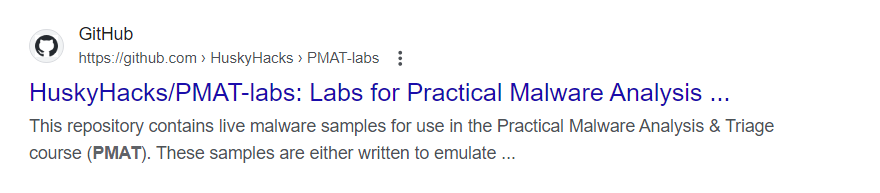 GitHub
https://github.com › HuskyHacks › PMAT-labs
HuskyHacks/PMAT-labs: Labs for Practical Malware Analysis ...
This repository contains live malware samples for use in the Practical Malware Analysis & Triage
course (PMAT). These samples are either written to emulate ...